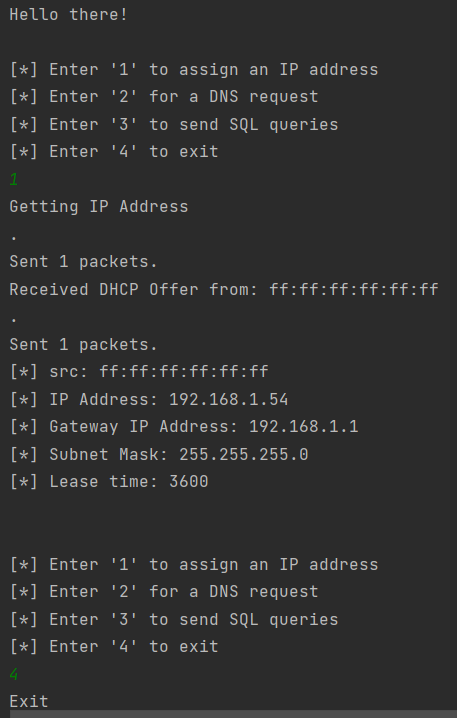 Hello there!
[*] Enter '1' to assign an IP address
[*] Enter '2' for a DNS request
[*] Enter '3' to send SQL queries
[*] Enter '4' to exit
1
Getting IP Address
.
Sent 1 packets.
Received DHCP Offer from: ff:ff:ff:ff:ff:ff
.
Sent 1 packets.
[*] src: ff:ff:ff:ff:ff:ff
[*] IP Address: 192.168.1.54
[*] Gateway IP Address: 192.168.1.1
[*] Subnet Mask: 255.255.255.0
[*] Lease time: 3600
[*] Enter '1' to assign an IP address
[*] Enter '2' for a DNS request
[*] Enter '3' to send SQL queries
[*] Enter '4' to exit
4
Exit